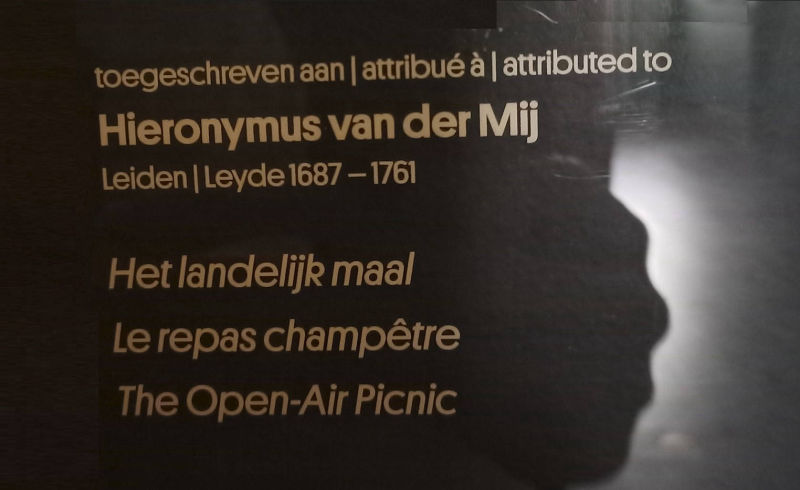 toegeschreven aan | attribué à | attributed to
Hieronymus van der Mij
Leiden | Leyde 1687 – 1761
Het landelijk maal
Le repas champêtre
The Open-Air Picnic